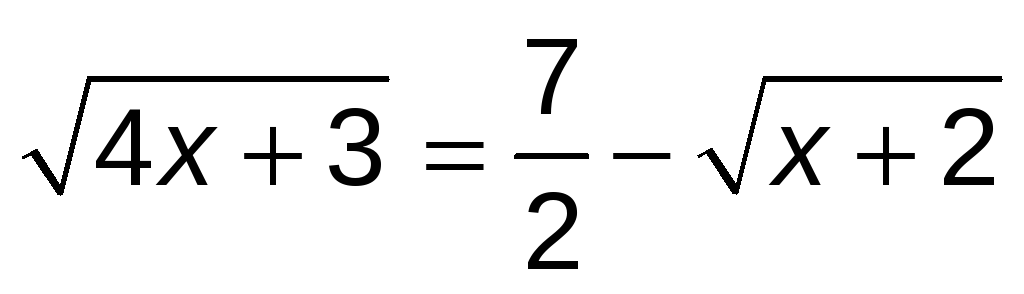 √(4x + 3) = 7/2 − √(x + 2)